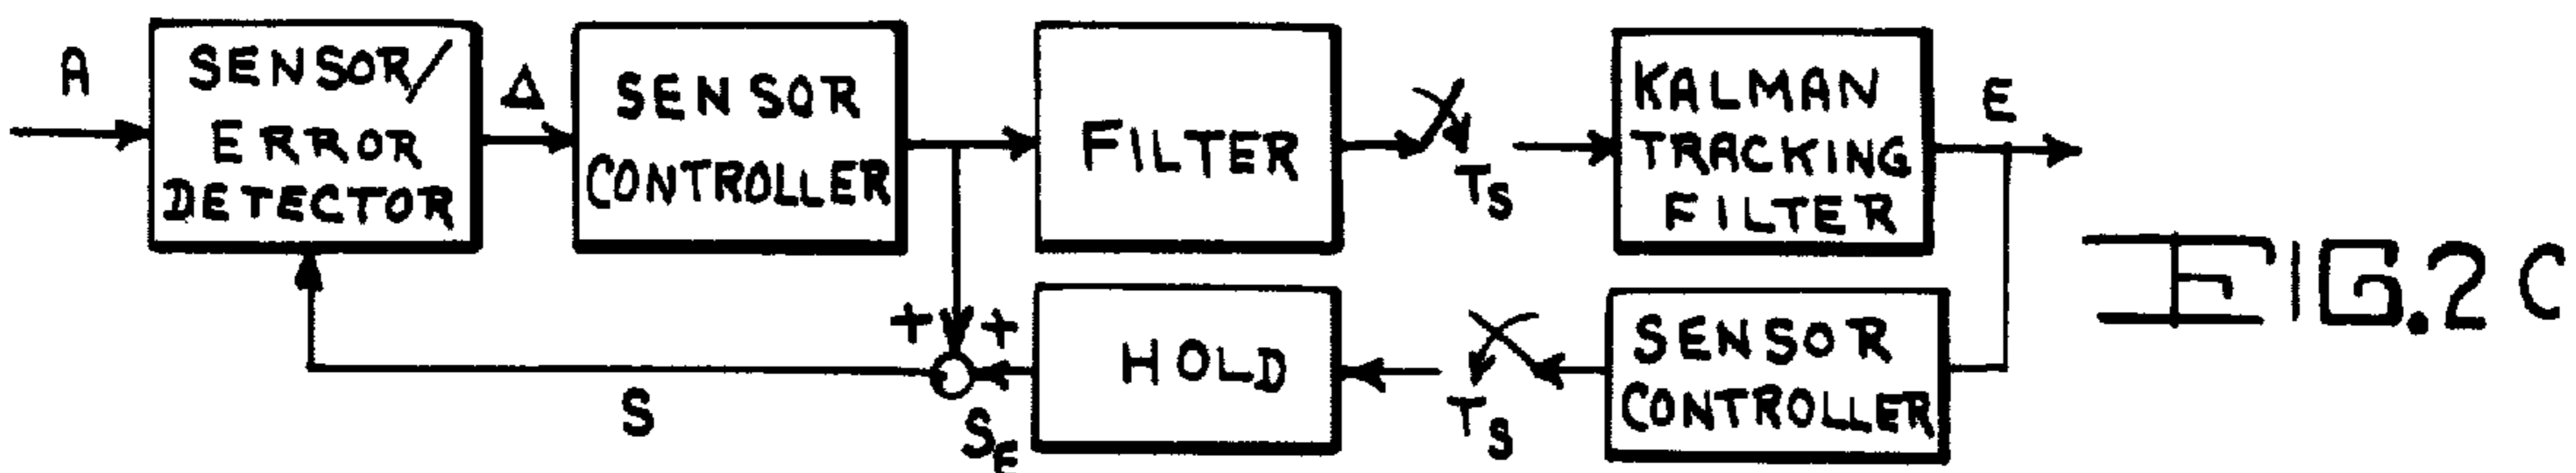 A
SENSOR/
ERROR
DETECTOR
Δ
SENSOR
CONTROLLER
FILTER
TS
KALMAN
TRACKING
FILTER
E
+ +
S
SE
HOLD
TS
SENSOR
CONTROLLER
FIG.2C